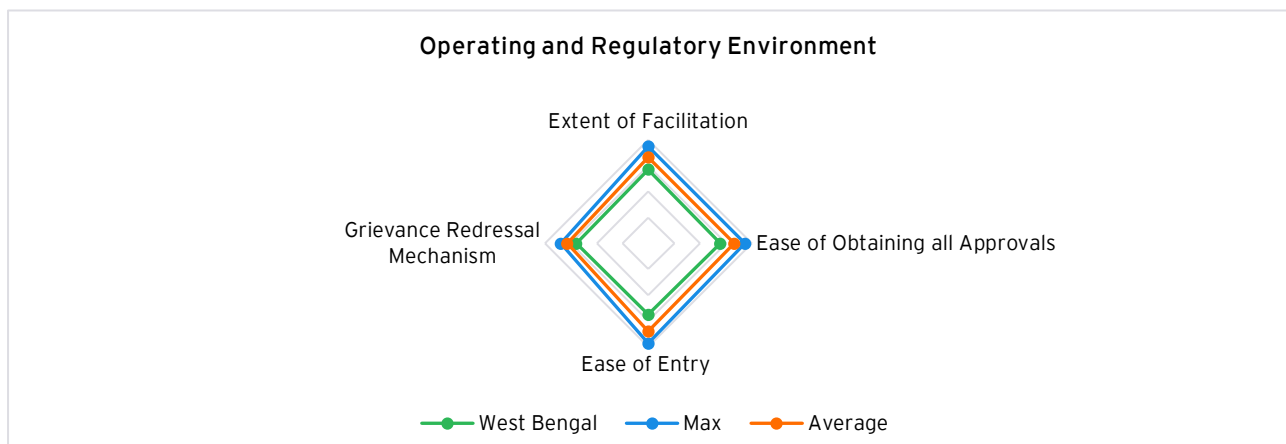 Operating and Regulatory Environment
Extent of Facilitation
Grievance Redressal
Mechanism
Ease of Obtaining all Approvals
Ease of Entry
West Bengal
Max
Average